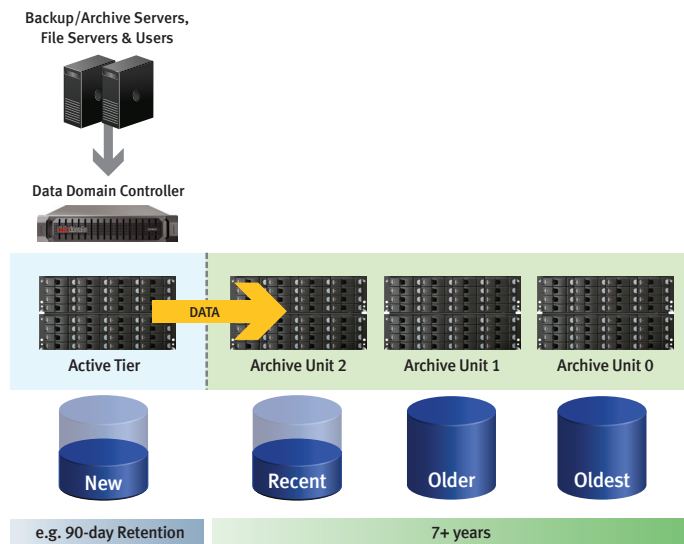 Backup/Archive Servers,
File Servers & Users
Data Domain Controller
DATA
Active Tier
Archive Unit 2
Archive Unit 1
Archive Unit 0
New
Recent
Older
Oldest
e.g. 90-day Retention
7+ years